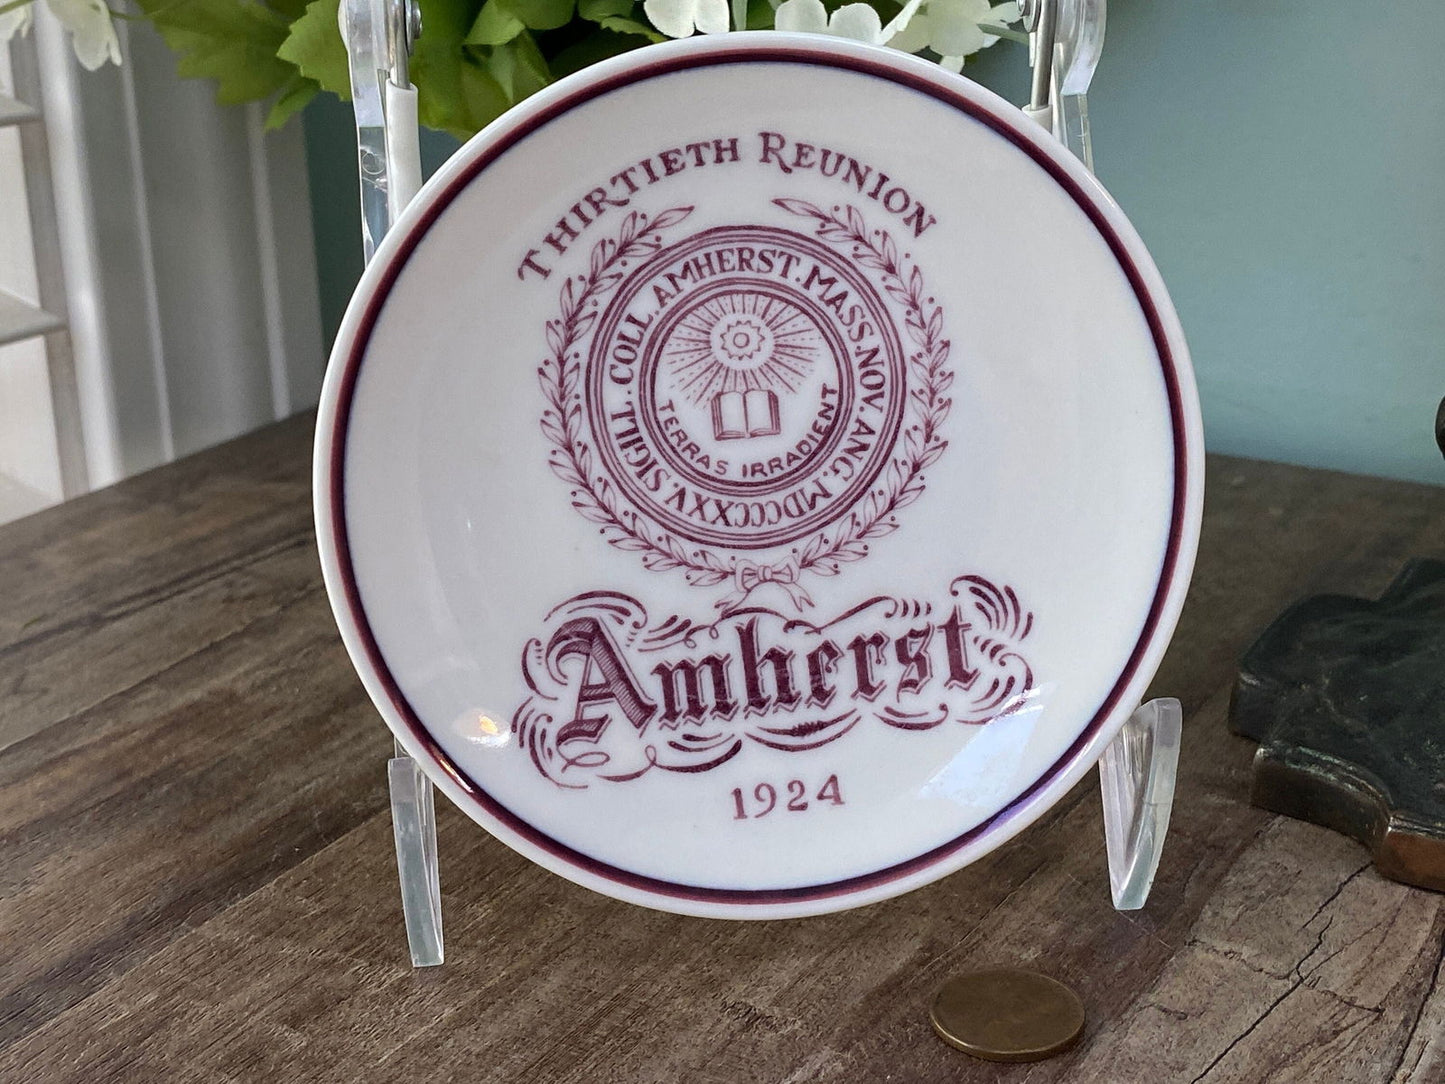 THIRTIETH REUNION
SIGILL. COLL. AMHERST. MASS. NOV. ANG. MDCCCXXV
TERRAS IRRADIENT
Amherst
1924